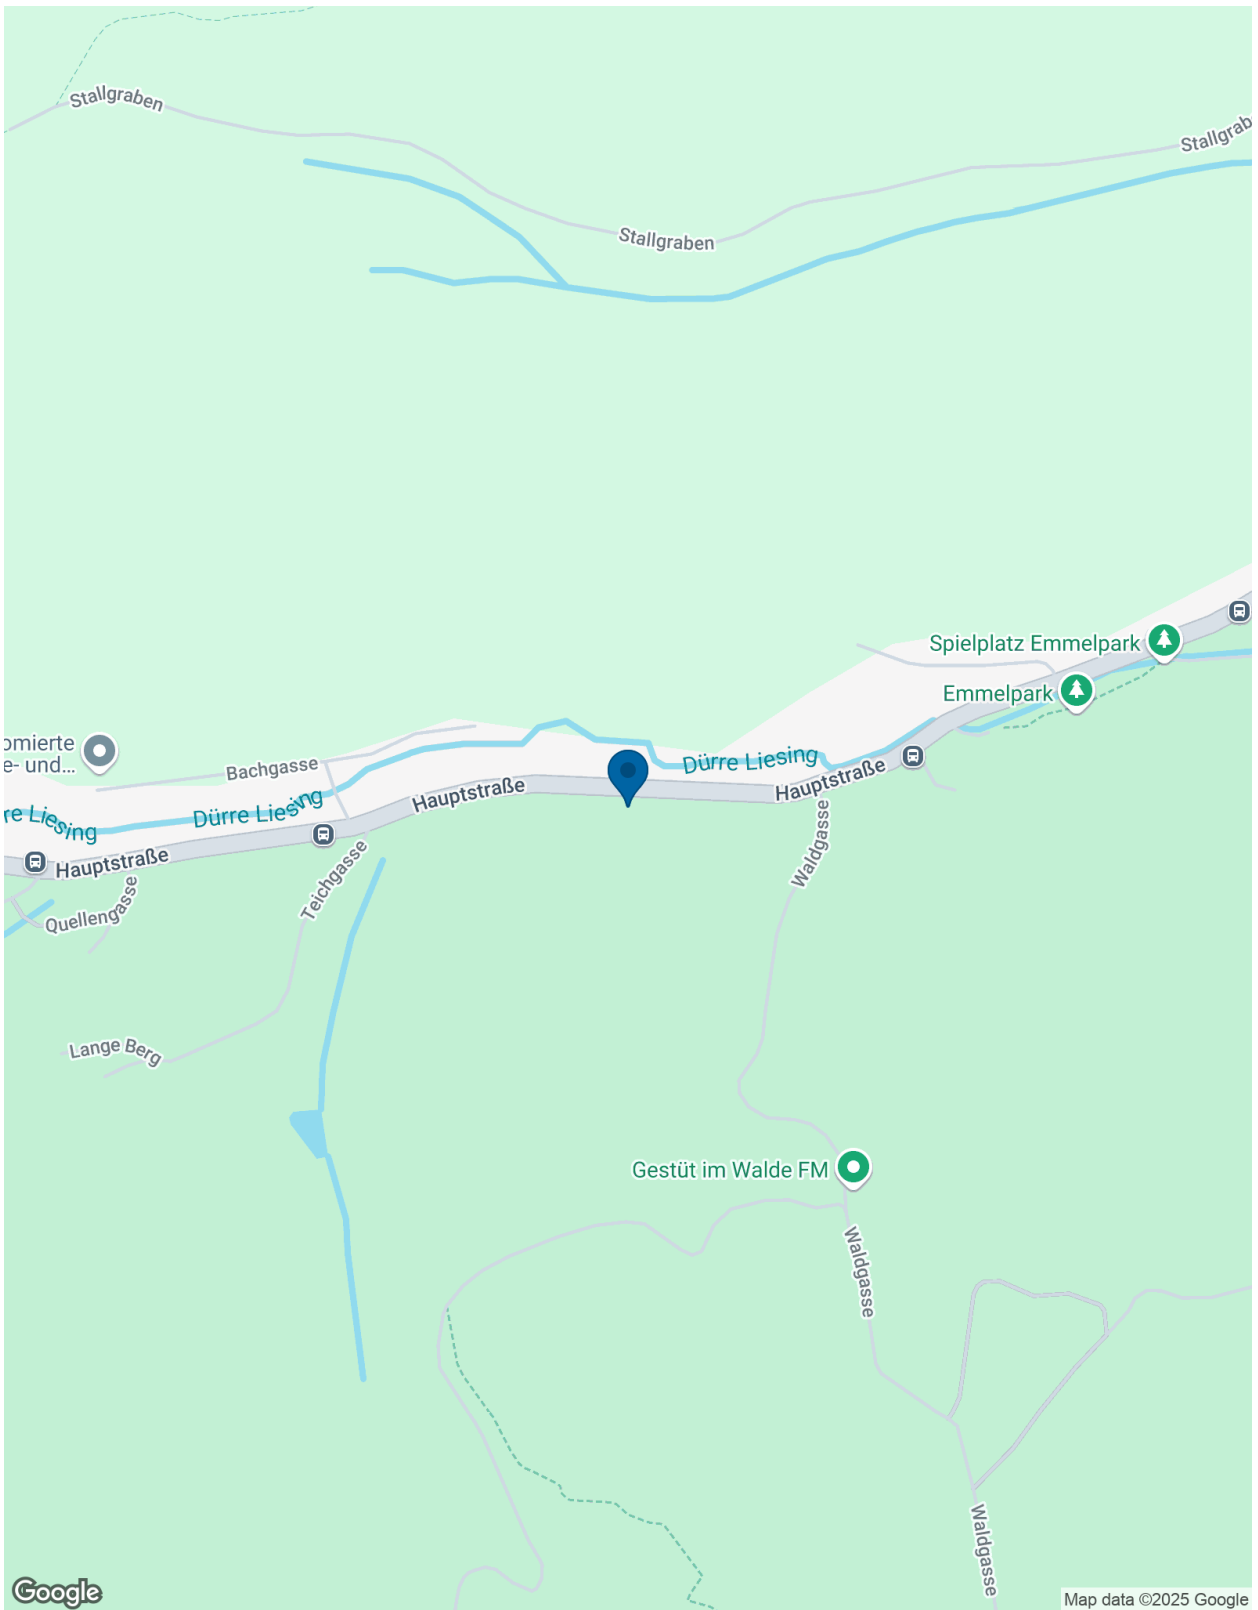 Stallgraben
Stallgrab
Stallgraben
Spielplatz Emmelpark
Emmelpark
omierte
e- und...
Bachgasse
Dürre Liesing
Hauptstraße
Hauptstraße
Dürre Liesing
re Liesing
Hauptstraße
Waldgasse
Teichgasse
Quellengasse
Lange Berg
Gestüt im Walde FM
Waldgasse
Waldgasse
Google
Map data ©2025 Google